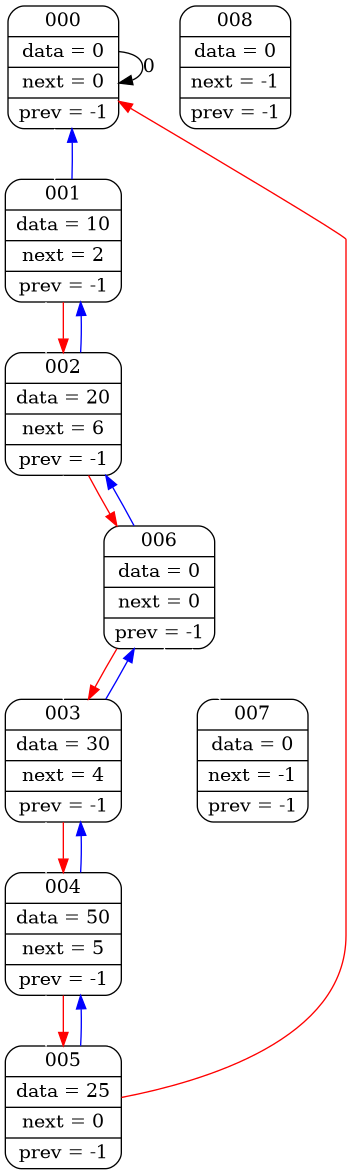 000
data = 0
next = 0
prev = -1
0
008
data = 0
next = -1
prev = -1
001
data = 10
next = 2
prev = -1
002
data = 20
next = 6
prev = -1
006
data = 0
next = 0
prev = -1
003
data = 30
next = 4
prev = -1
007
data = 0
next = -1
prev = -1
004
data = 50
next = 5
prev = -1
005
data = 25
next = 0
prev = -1